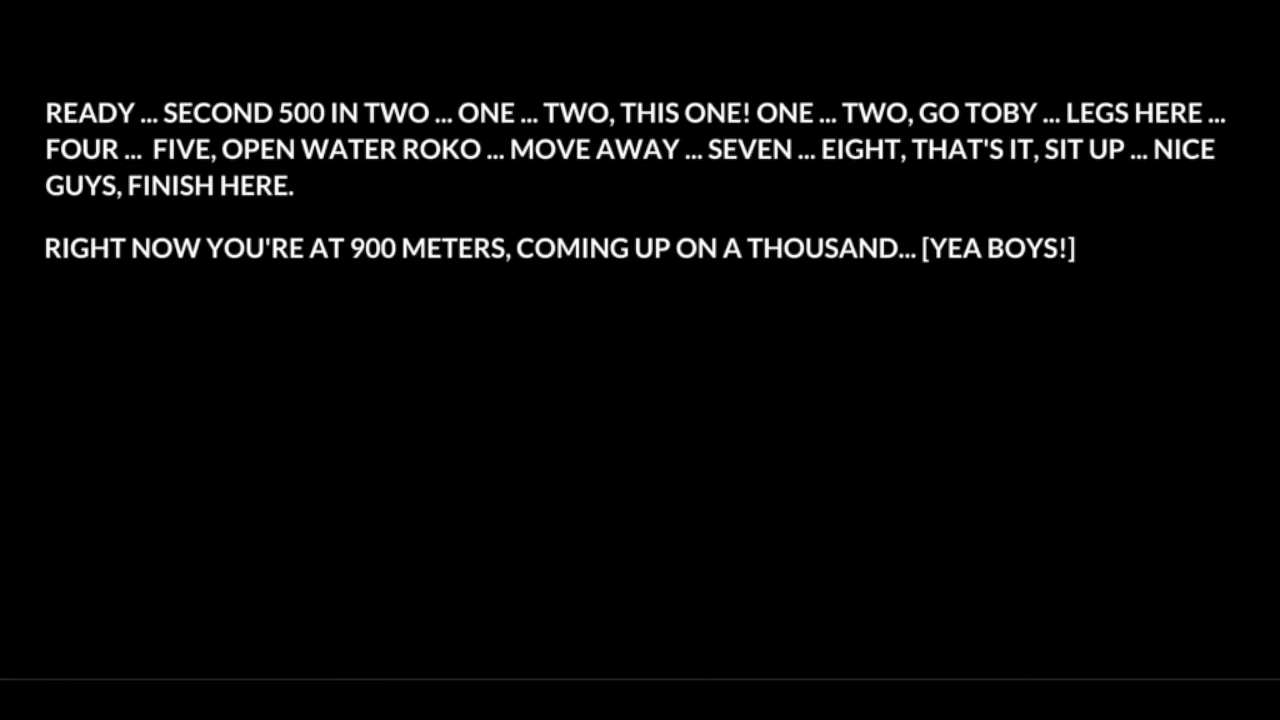 READY ... SECOND 500 IN TWO ... ONE ... TWO, THIS ONE! ONE ... TWO, GO TOBY ... LEGS HERE ...
FOUR ...  FIVE, OPEN WATER ROKO ... MOVE AWAY ... SEVEN ... EIGHT, THAT'S IT, SIT UP ... NICE
GUYS, FINISH HERE.
RIGHT NOW YOU'RE AT 900 METERS, COMING UP ON A THOUSAND... [YEA BOYS!]